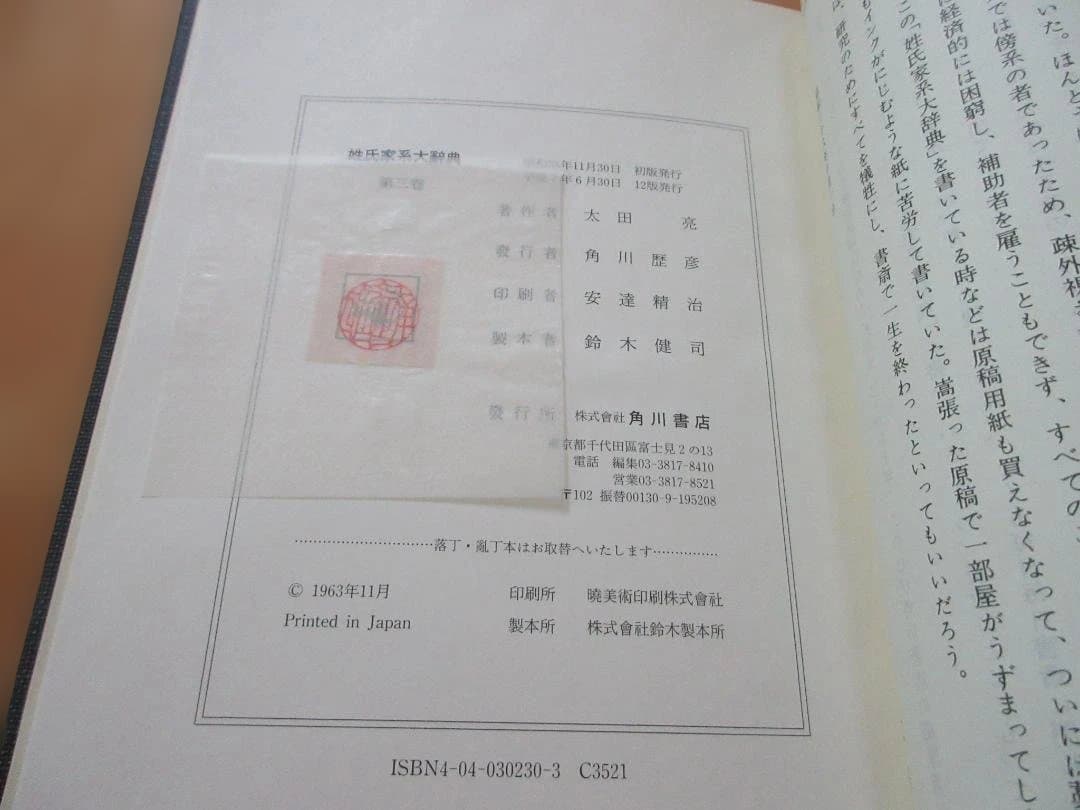 姓氏家系大辭典
第三卷
年11月30日 初版発行
年6月30日 12版発行
著作者 太田亮
發行者 角川歷彦
印刷者 安達精治
製本者 鈴木健司
發行所 株式會社 角川書店
東京都千代田區富士見2の13
電話 編集03-3817-8410
営業03-3817-8521
〒102 振替00130-9-195208
落丁・亂丁本はお取替へいたします
© 1963年11月
Printed in Japan
印刷所 曉美術印刷株式會社
製本所 株式會社鈴木製本所
ISBN4-04-030230-3 C3521
いた。ほんと
では傍系の者であったため、疎外視
経済的には困窮し、補助者を雇うこともできず、すべての
この「姓氏家系大辞典」を書いている時などは原稿用紙も買えなくなって、ついには
もインクがにじむような紙に苦労して書いていた。嵩張った原稿で一部屋がうずまってし
研究のためにすべてを犠牲にし、書斎で一生を終わったといってもいいだろう。